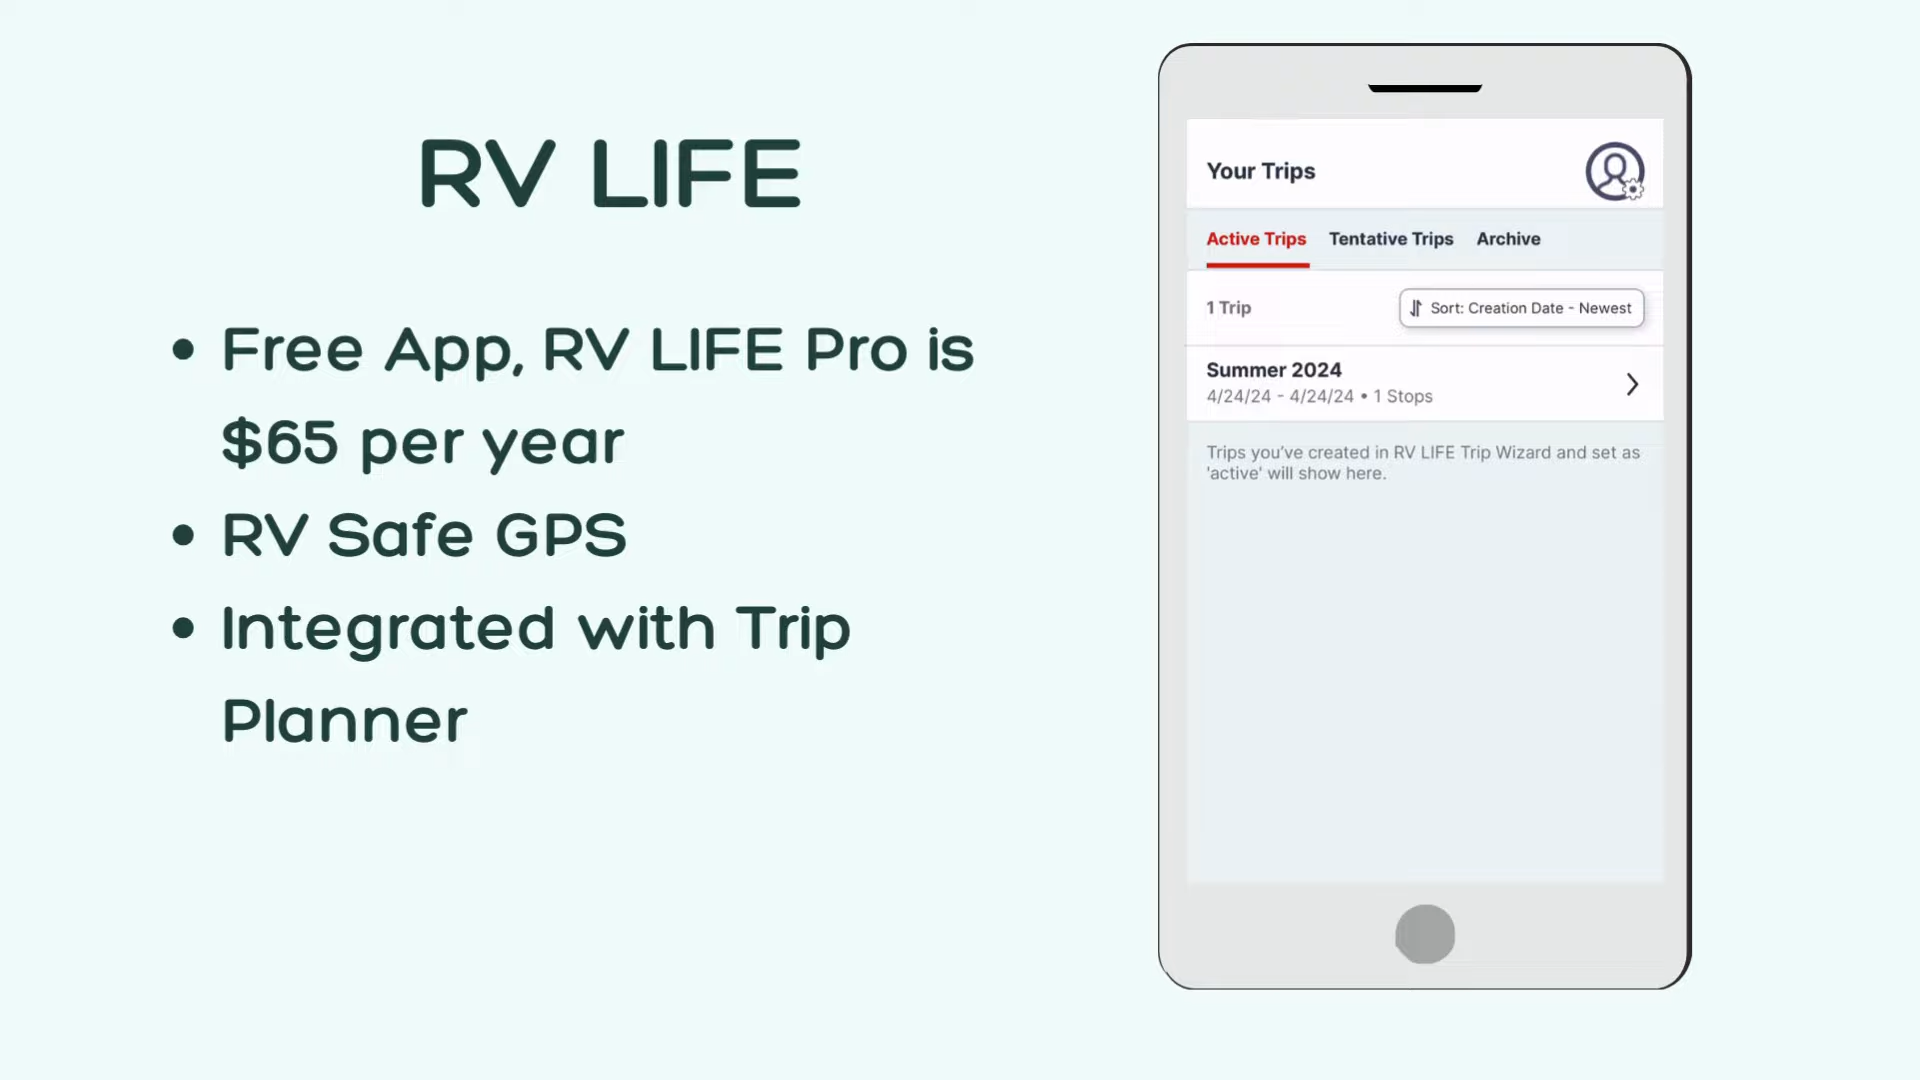 RV LIFE
• Free App, RV LIFE Pro is
$65 per year
• RV Safe GPS
• Integrated with Trip
Planner
Your Trips
Active Trips Tentative Trips Archive
1 Trip Sort: Creation Date - Newest
Summer 2024
4/24/24 - 4/24/24 • 1 Stops
Trips you've created in RV LIFE Trip Wizard and set as
'active' will show here.